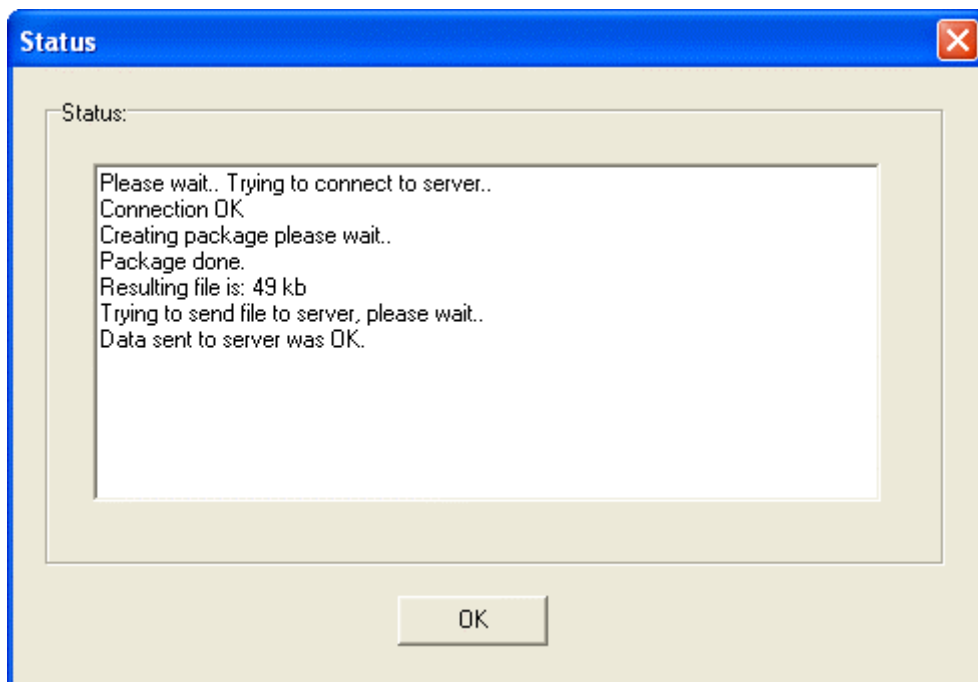 Status
Status:
Please wait.. Trying to connect to server..
Connection OK
Creating package please wait..
Package done.
Resulting file is: 49 kb
Trying to send file to server, please wait..
Data sent to server was OK.
OK